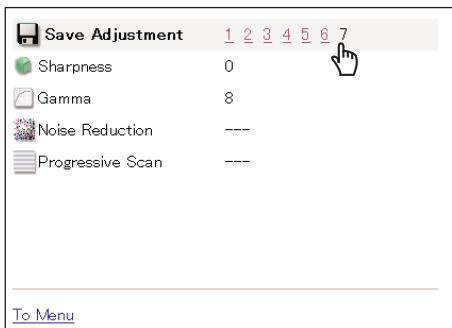 Save Adjustment 1 2 3 4 5 6 7
Sharpness 0
Gamma 8
Noise Reduction ---
Progressive Scan ---
To Menu